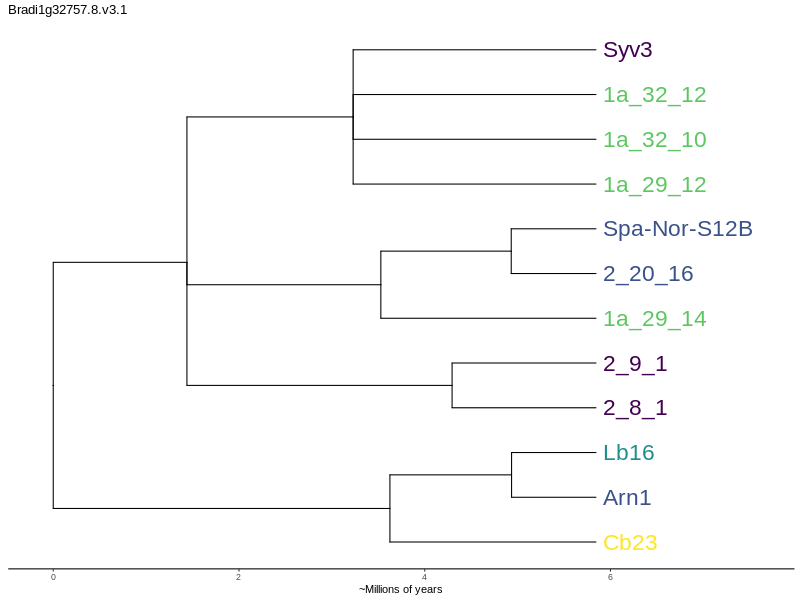 Bradi1g32757.8.v3.1
Syv3
1a_32_12
1a_32_10
1a_29_12
Spa-Nor-S12B
2_20_16
1a_29_14
2_9_1
2_8_1
Lb16
Arn1
Cb23
0 2 4 6
~Millions of years